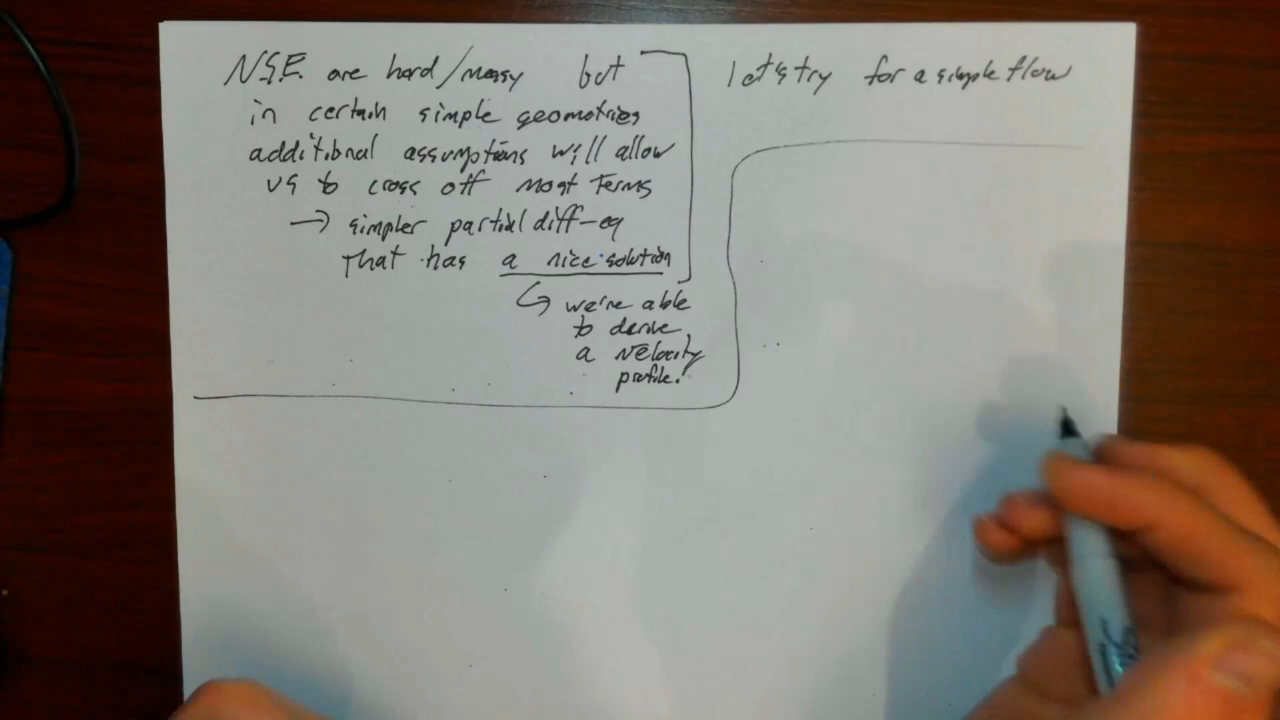 N.S.E. are hard/messy but
in certain simple geometries
additional assumptions will allow
us to cross off most terms
→ simpler partial diff-eq
that has a nice solution
↪ we're able
to derive
a velocity
profile.
let's try for a simple flow